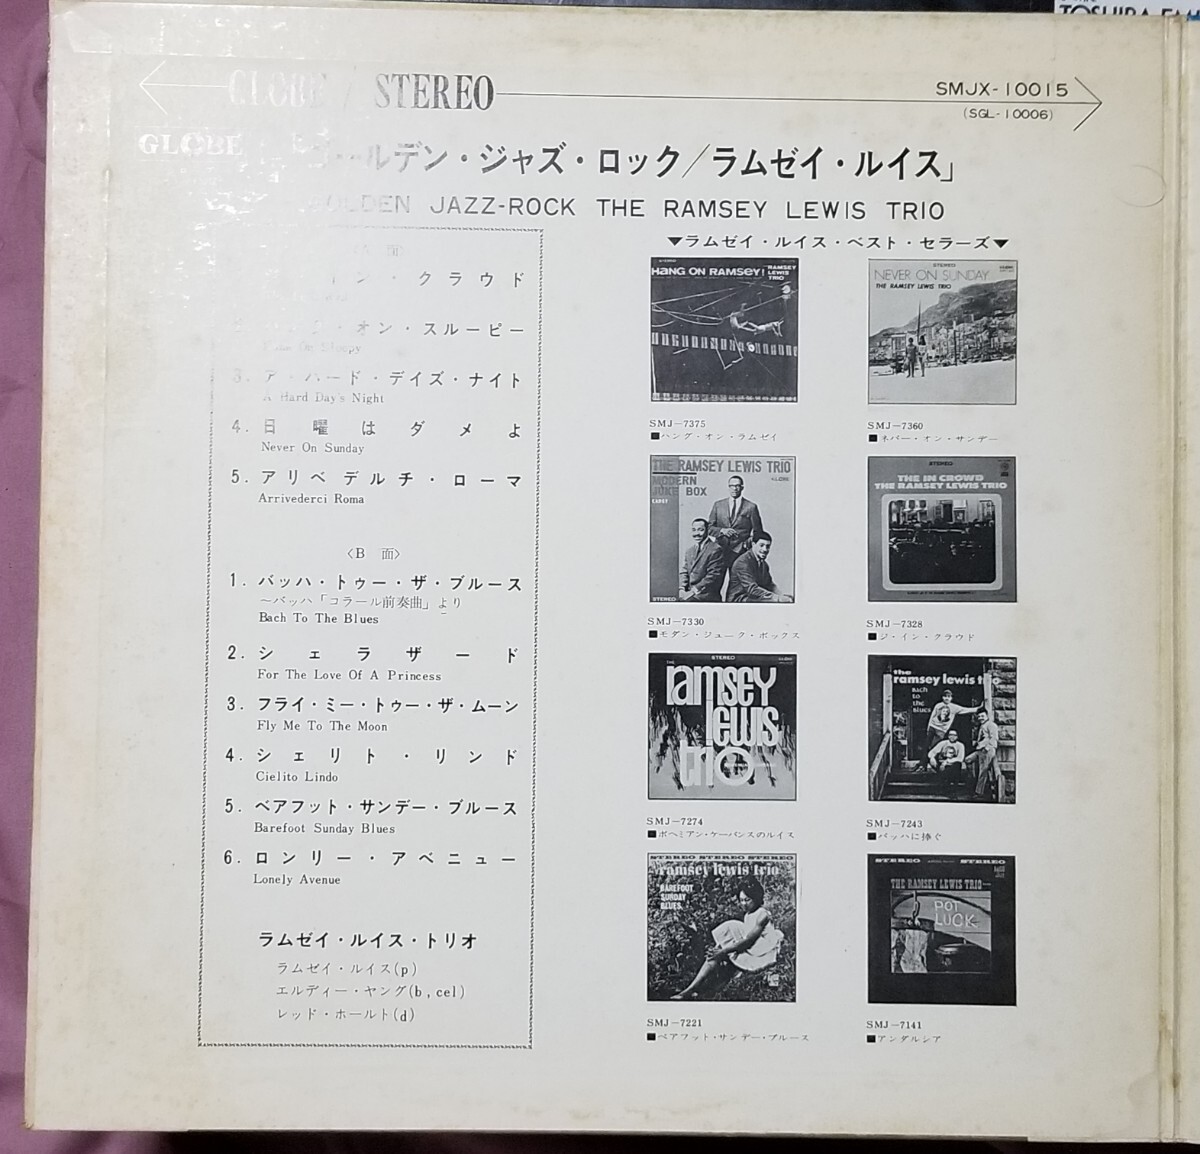 TOSHIBA
GLOBE / STEREO
SMJX-10015
(SGL-10006)
GLOBE
ゴールデン・ジャズ・ロック/ラムゼイ・ルイス」
GOLDEN JAZZ-ROCK THE RAMSEY LEWIS TRIO
▼ラムゼイ・ルイス・ベスト・セラーズ▼
面
イン・クラウド
オン・スルーピー
On Sloopy
3. ア・ハード・デイズ・ナイト
A Hard Day's Night
4. 日曜はダメよ
Never On Sunday
5. アリベデルチ・ローマ
Arrivederci Roma
〈B 面〉
1. バッハ・トゥー・ザ・ブルース
〜バッハ「コラール前奏曲」より
Bach To The Blues
2. シェラザード
For The Love Of A Princess
3. フライ・ミー・トゥー・ザ・ムーン
Fly Me To The Moon
4. シェリト・リンド
Cielito Lindo
5. ベアフット・サンデー・ブルース
Barefoot Sunday Blues
6. ロンリー・アベニュー
Lonely Avenue
ラムゼイ・ルイス・トリオ
ラムゼイ・ルイス(p)
エルディー・ヤング(b, cel)
レッド・ホールト(d)
HANG ON RAMSEY!
RAMSEY LEWIS TRIO
SMJ-7375
■ハング・オン・ラムゼイ
STEREO
NEVER ON SUNDAY
THE RAMSEY LEWIS TRIO
SMJ-7360
■ネバー・オン・サンデー
THE RAMSEY LEWIS TRIO
MODERN JUKE BOX
STEREO
SMJ-7330
■モダン・ジューク・ボックス
STEREO
THE IN CROWD
THE RAMSEY LEWIS TRIO
SMJ-7328
■ジ・イン・クラウド
STEREO
THE
ramsey
lewis
trio
SMJ-7274
■ボヘミアン・ケーバンスのルイス
the
ramsey lewis trio
bach
to
the
blues
SMJ-7243
■バッハに捧ぐ
STEREO STEREO STEREO
ramsey lewis trio
BAREFOOT
SUNDAY
BLUES
SMJ-7221
■ベアフット・サンデー・ブルース
STEREO STEREO
THE RAMSEY LEWIS TRIO
POT
LUCK
SMJ-7141
■アンダルシア